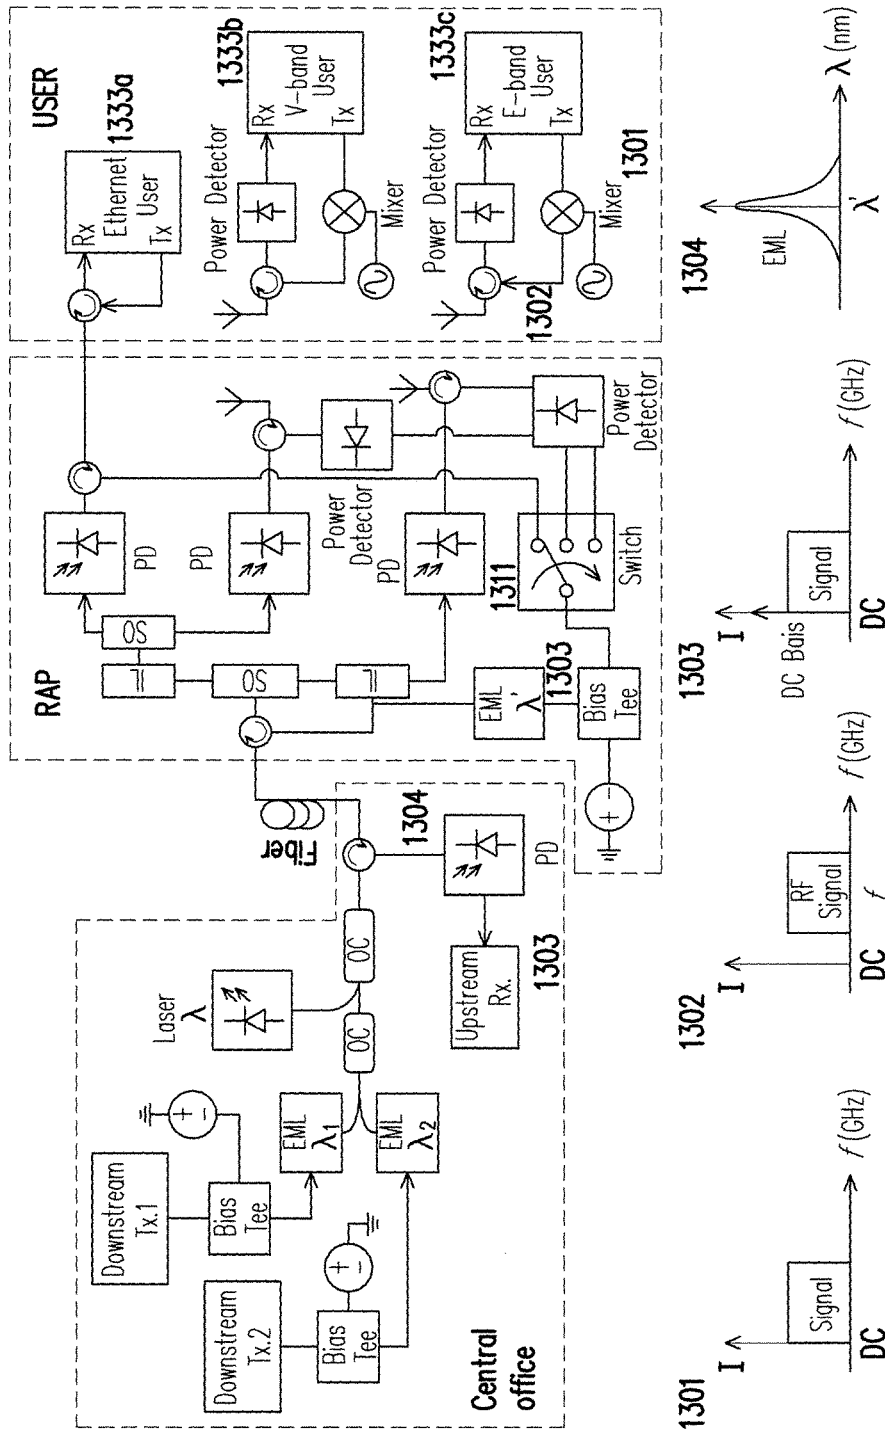 USER
1333a
Ethernet
User
Rx
Tx
Power Detector
1333b
V-band
User
Rx
Tx
Mixer
Power Detector
1333c
E-band
User
Rx
Tx
1302
Mixer
1301
RAP
PD
PD
Power
Detector
PD
Power
Detector
SO
IL
SO
IL
1311
Switch
EML
λ'
1303
Bias
Tee
+ -
Fiber
1304
PD
Upstream
Rx.
1303
OC
OC
Laser
λ
Downstream
Tx.1
Bias
Tee
+ -
EML
λ1
EML
λ2
Downstream
Tx.2
Bias
Tee
+ -
Central
office
1301
I
Signal
DC
f (GHz)
1302
I
RF
Signal
DC
f
f (GHz)
1303
I
DC Bais
Signal
DC
f (GHz)
1304
EML
λ'
λ (nm)